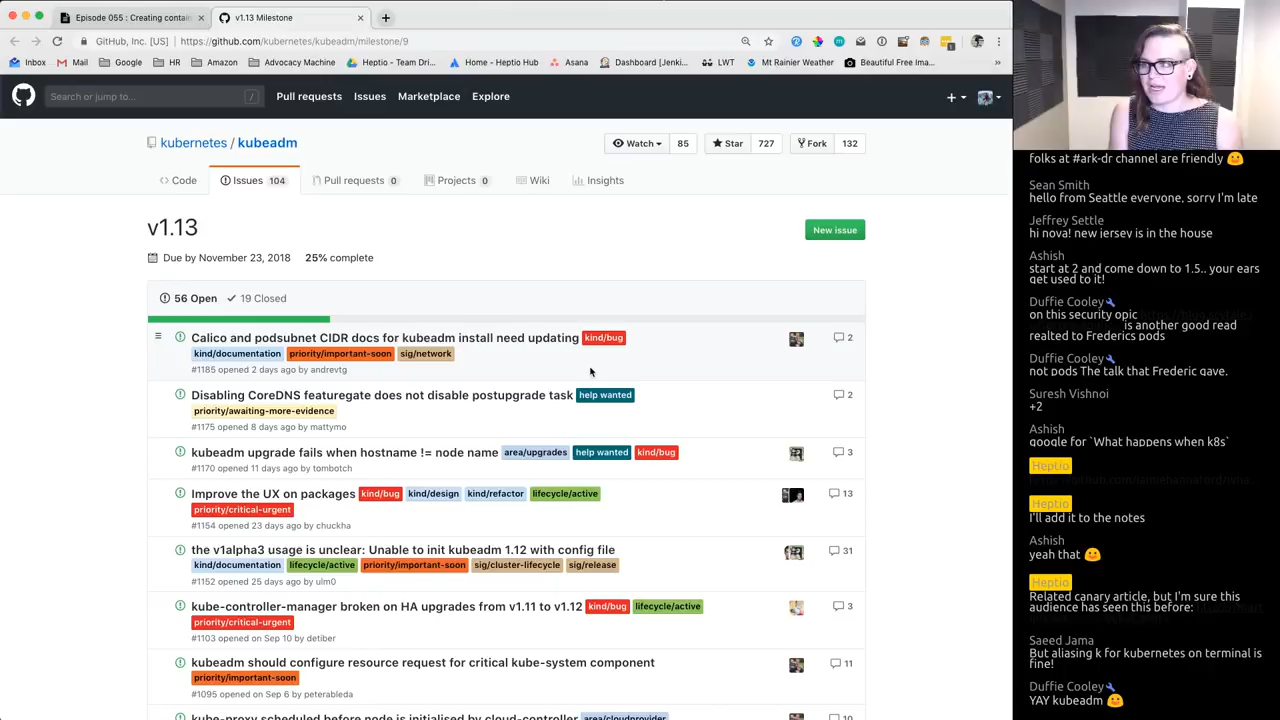 Episode 055 : Creating contai
v1.13 Milestone
GitHub, Inc. [US]
https://github.com/kubernetes/kubeadm/milestone/9
Inbox
Mail
Google
HR
Amazon
Advocacy Machine
Heptio - Team Dri...
Home - Heptio Hub
Asana
Dashboard [Jenki...
LWT
Mt Rainier Weather
Beautiful Free Ima...
»
Search or jump to...
/
Pull requests
Issues
Marketplace
Explore
kubernetes / kubeadm
Watch
85
Star
727
Fork
132
Code
Issues 104
Pull requests 0
Projects 0
Wiki
Insights
v1.13
New issue
Due by November 23, 2018
25% complete
56 Open
19 Closed
Calico and podsubnet CIDR docs for kubeadm install need updating kind/bug
kind/documentation priority/important-soon sig/network
#1185 opened 2 days ago by andrevtg
2
Disabling CoreDNS featuregate does not disable postupgrade task help wanted
priority/awaiting-more-evidence
#1175 opened 8 days ago by mattymo
2
kubeadm upgrade fails when hostname != node name area/upgrades help wanted kind/bug
#1170 opened 11 days ago by tombotch
3
Improve the UX on packages kind/bug kind/design kind/refactor lifecycle/active
priority/critical-urgent
#1154 opened 23 days ago by chuckha
13
the v1alpha3 usage is unclear: Unable to init kubeadm 1.12 with config file
kind/documentation lifecycle/active priority/important-soon sig/cluster-lifecycle sig/release
#1152 opened 25 days ago by ulm0
31
kube-controller-manager broken on HA upgrades from v1.11 to v1.12 kind/bug lifecycle/active
priority/critical-urgent
#1103 opened on Sep 10 by detiber
3
kubeadm should configure resource request for critical kube-system component
priority/important-soon
#1095 opened on Sep 6 by peterableda
11
kube-proxy scheduled before node is initialised by cloud-controller area/cloudprovider
10
folks at #ark-dr channel are friendly 🙂
Sean Smith
hello from Seattle everyone, sorry I'm late
Jeffrey Settle
hi nova! new jersey is in the house
Ashish
start at 2 and come down to 1.5.. your ears
get used to it!
Duffie Cooley
on this security opic
is another good read
realted to Frederics pods
Duffie Cooley
not pods The talk that Frederic gave.
Suresh Vishnoi
+2
Ashish
google for `What happens when k8s`
Heptio
Heptio
I'll add it to the notes
Ashish
yeah that 🙂
Heptio
Related canary article, but I'm sure this
audience has seen this before:
Saeed Jama
But aliasing k for kubernetes on terminal is
fine!
Duffie Cooley
YAY kubeadm 🙂